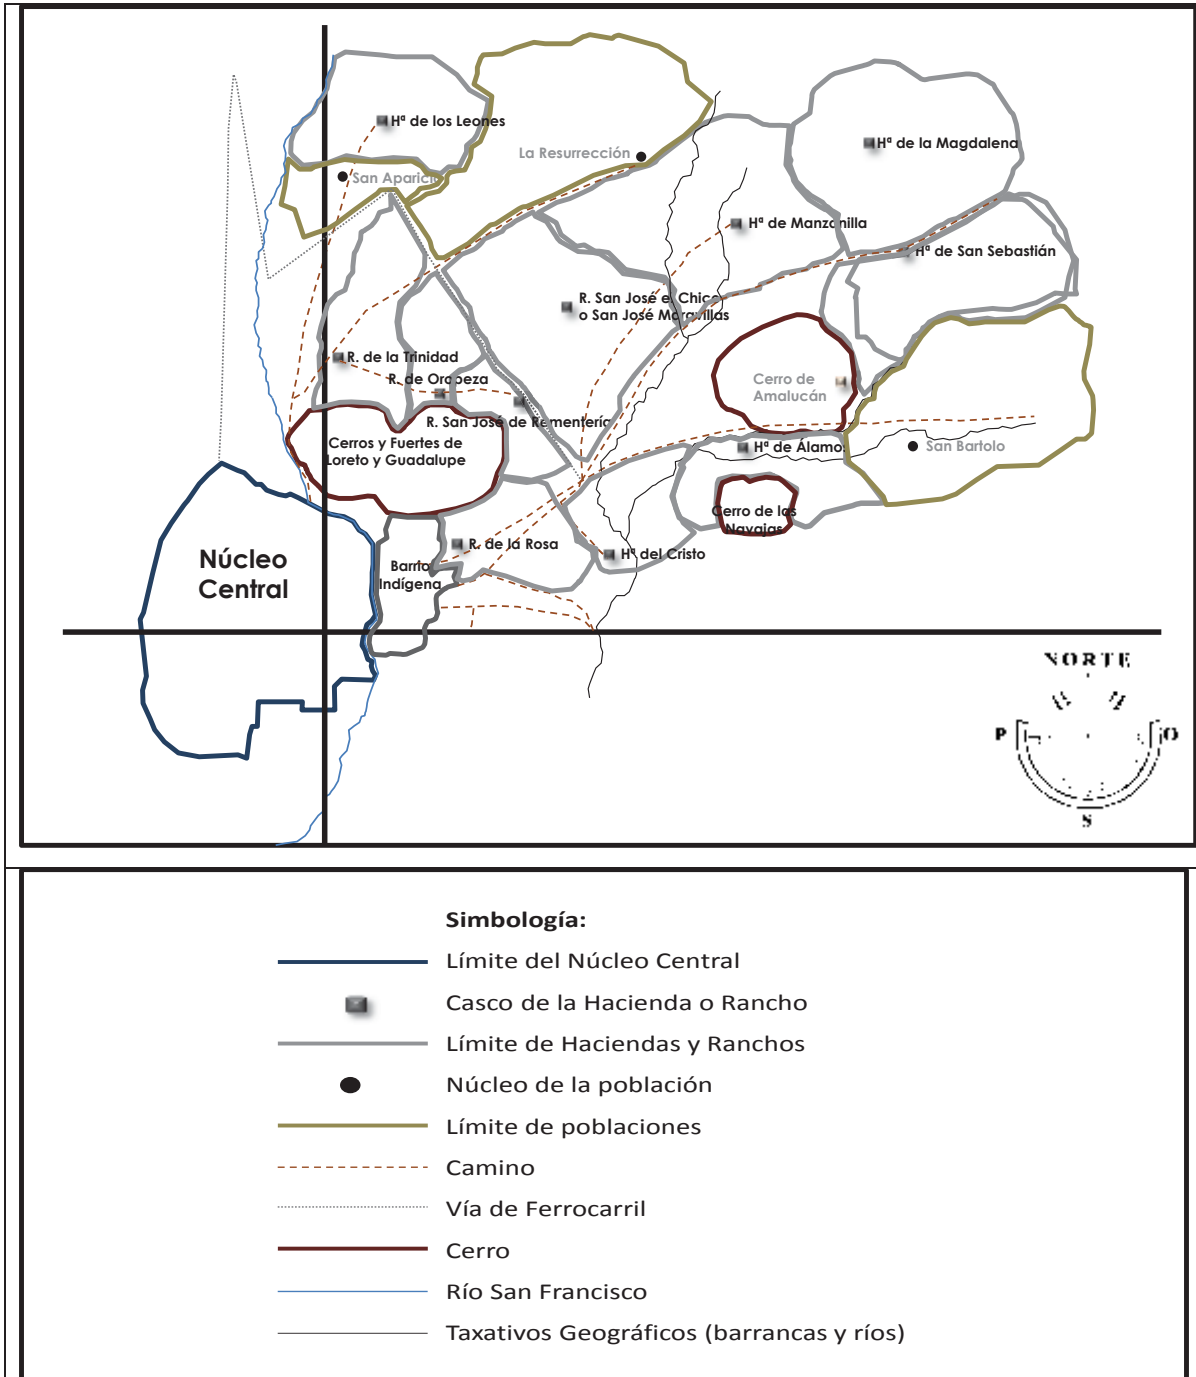 Hª de los Leones
La Resurrección
Hª de la Magdalena
San Aparicio
Hª de Manzanilla
Hª de San Sebastián
R. San José el Chico
o San José Maravillas
R. de la Trinidad
R. de Oropeza
Cerro de
Amalucán
R. San José de Rementería
Cerros y Fuertes de
Loreto y Guadalupe
Hª de Álamos
San Bartolo
Cerro de las
Navajas
Núcleo
Central
R. de la Rosa
Hª del Cristo
Barrio
Indígena
NORTE
P
O
S
Simbología:
Límite del Núcleo Central
Casco de la Hacienda o Rancho
Límite de Haciendas y Ranchos
Núcleo de la población
Límite de poblaciones
Camino
Vía de Ferrocarril
Cerro
Río San Francisco
Taxativos Geográficos (barrancas y ríos)